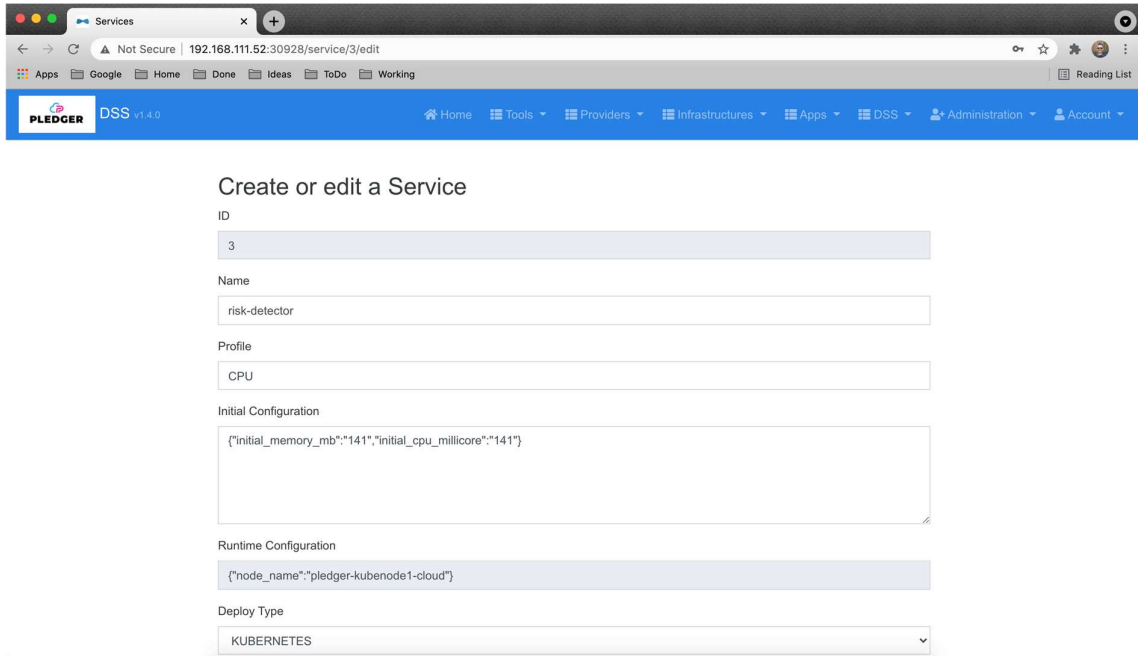 Services
Not Secure | 192.168.111.52:30928/service/3/edit
Apps Google Home Done Ideas ToDo Working Reading List
PLEDGER DSS v1.4.0 Home Tools Providers Infrastructures Apps DSS Administration Account
Create or edit a Service
ID
3
Name
risk-detector
Profile
CPU
Initial Configuration
{"initial_memory_mb":"141","initial_cpu_millicore":"141"}
Runtime Configuration
{"node_name":"pledger-kubenode1-cloud"}
Deploy Type
KUBERNETES